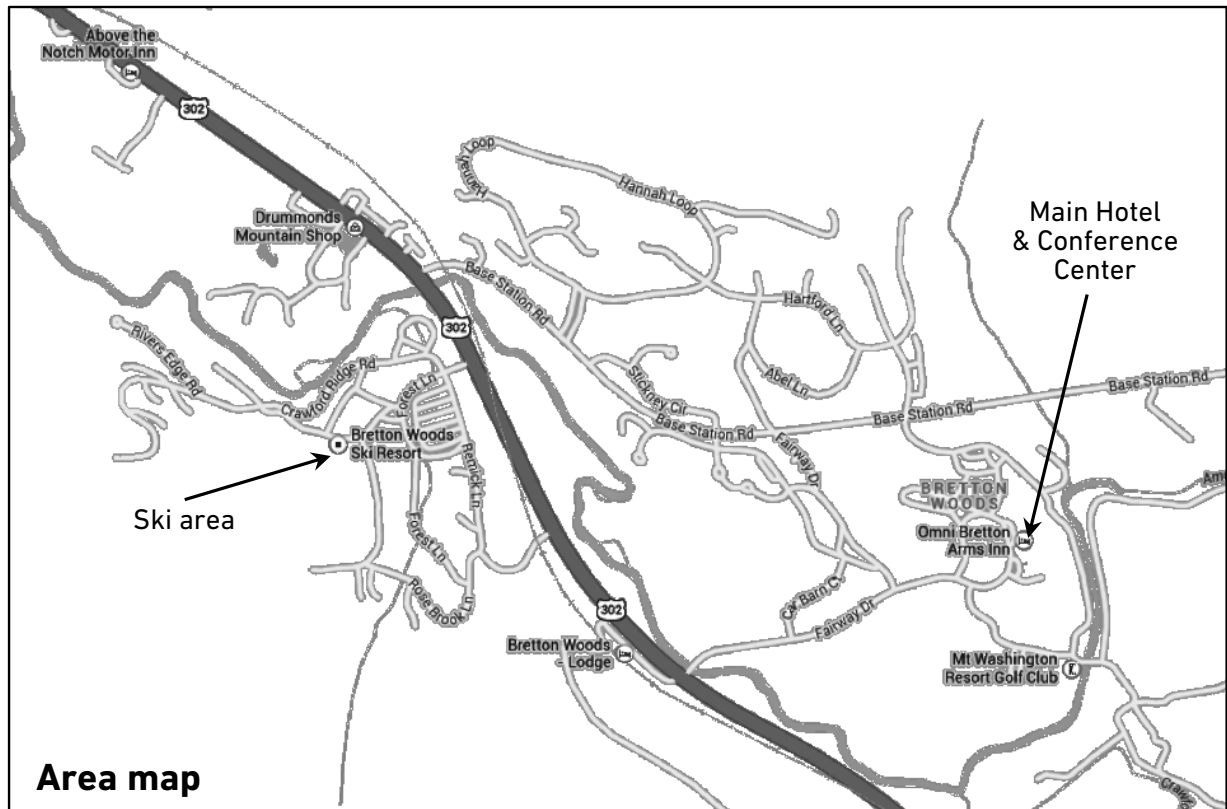 Above the
Notch Motor Inn
302
Loop
Hannah
Hannah Loop
Drummonds
Mountain Shop
Main Hotel
& Conference
Center
Base Station Rd
Hartford Ln
302
Rivers Edge Rd
Crawford Ridge Rd
Forest Ln
Stickney Cir
Abel Ln
Base Station Rd
Base Station Rd
Base Station Rd
Bretton Woods
Ski Resort
Remick Ln
Fairway Dr
Ski area
BRETTON
WOODS
Omni Bretton
Arms Inn
Forest Ln
Rose Brook Ln
302
Car Barn C
Fairway Dr
Bretton Woods
Lodge
Mt Washington
Resort Golf Club
Area map